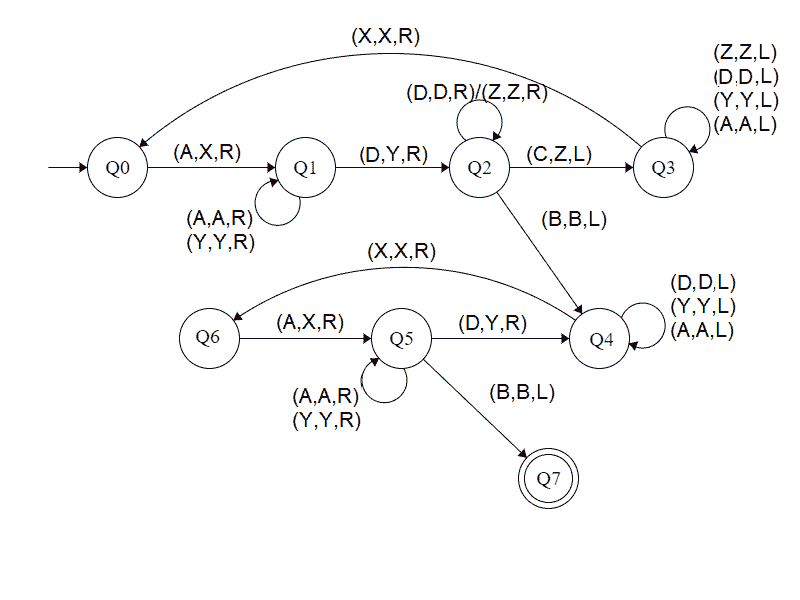 (X,X,R)
(Z,Z,L)
(D,D,L)
(Y,Y,L)
(A,A,L)
(D,D,R)/(Z,Z,R)
Q0
(A,X,R)
Q1
(D,Y,R)
Q2
(C,Z,L)
Q3
(A,A,R)
(Y,Y,R)
(B,B,L)
(X,X,R)
(D,D,L)
(Y,Y,L)
(A,A,L)
Q6
(A,X,R)
Q5
(D,Y,R)
Q4
(A,A,R)
(Y,Y,R)
(B,B,L)
Q7